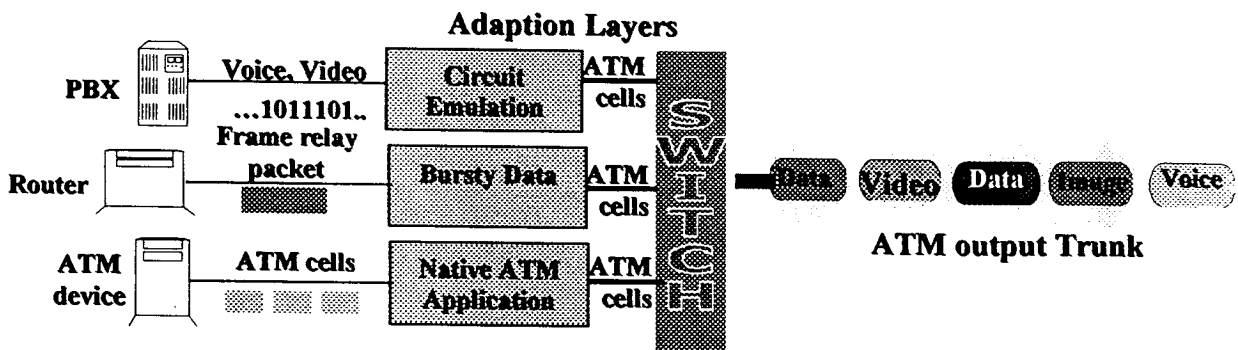 Adaption Layers
PBX
Voice, Video
...1011101..
Circuit
Emulation
ATM
cells
Router
Frame relay
packet
Bursty Data
ATM
cells
ATM
device
ATM cells
Native ATM
Application
ATM
cells
SWITCH
Data
Video
Data
Image
Voice
ATM output Trunk